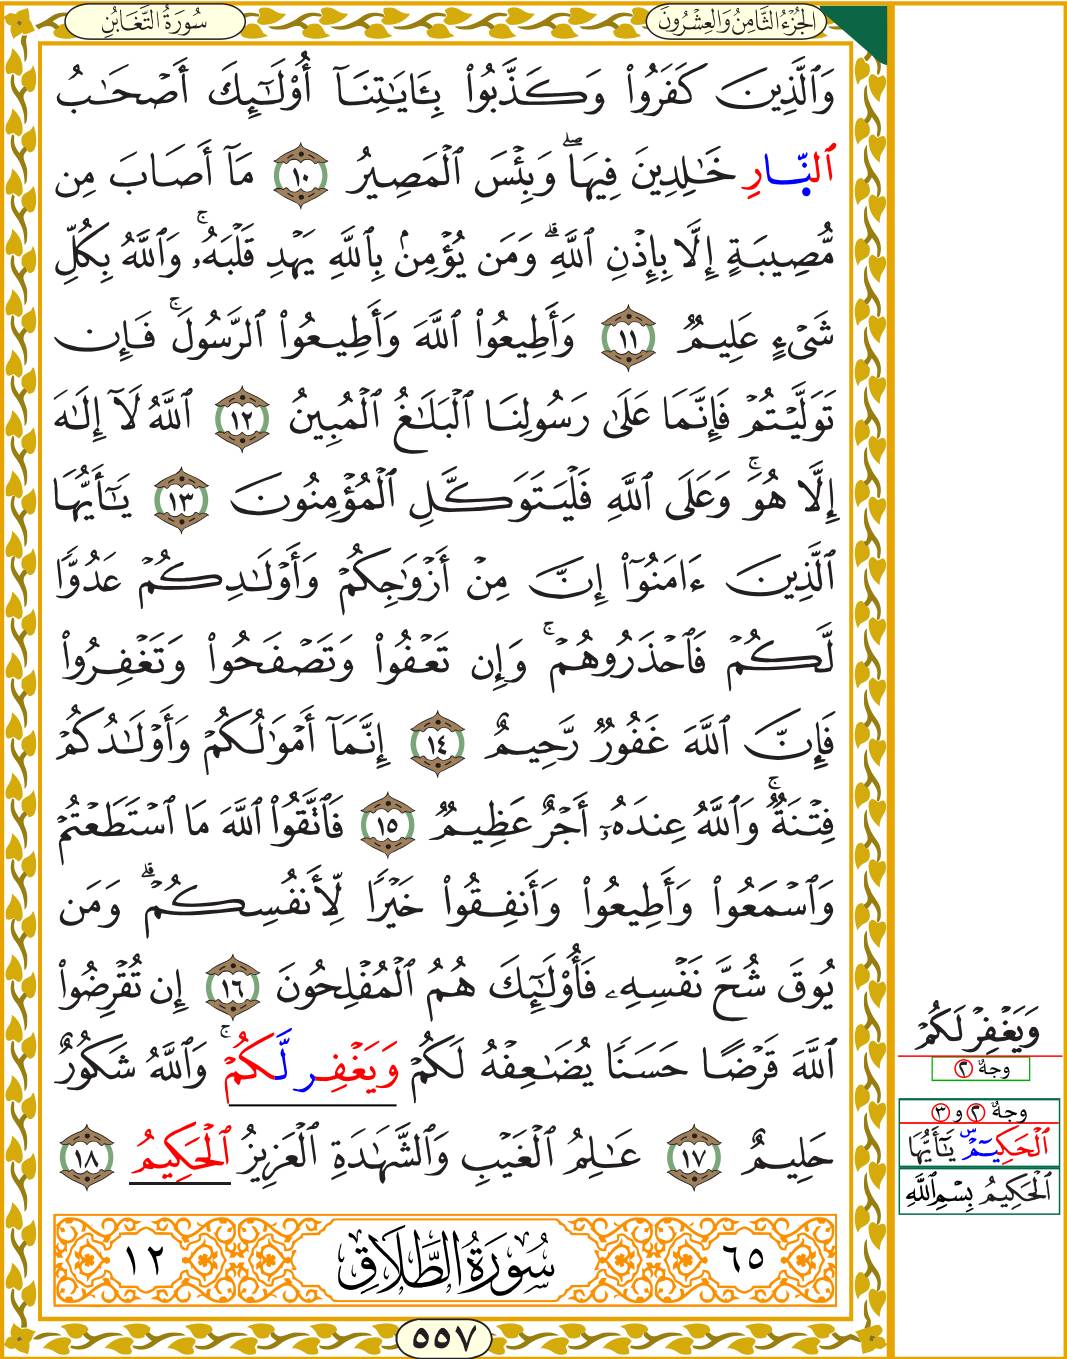 الجُزْءُ الثَّامِنُ وَالعِشْرُونَ
سُورَةُ التَّغَابُنِ
وَٱلَّذِينَ كَفَرُوا۟ وَكَذَّبُوا۟ بِـَٔايَـٰتِنَآ أُو۟لَـٰٓئِكَ أَصْحَـٰبُ
ٱلنَّارِ خَـٰلِدِينَ فِيهَا ۖ وَبِئْسَ ٱلْمَصِيرُ ١٠ مَآ أَصَابَ مِن
مُّصِيبَةٍ إِلَّا بِإِذْنِ ٱللَّهِ ۗ وَمَن يُؤْمِنۢ بِٱللَّهِ يَهْدِ قَلْبَهُۥ ۚ وَٱللَّهُ بِكُلِّ
شَىْءٍ عَلِيمٌ ١١ وَأَطِيعُوا۟ ٱللَّهَ وَأَطِيعُوا۟ ٱلرَّسُولَ ۚ فَإِن
تَوَلَّيْتُمْ فَإِنَّمَا عَلَىٰ رَسُولِنَا ٱلْبَلَـٰغُ ٱلْمُبِينُ ١٢ ٱللَّهُ لَآ إِلَـٰهَ
إِلَّا هُوَ ۚ وَعَلَى ٱللَّهِ فَلْيَتَوَكَّلِ ٱلْمُؤْمِنُونَ ١٣ يَـٰٓأَيُّهَا
ٱلَّذِينَ ءَامَنُوٓا۟ إِنَّ مِنْ أَزْوَٰجِكُمْ وَأَوْلَـٰدِكُمْ عَدُوًّا
لَّكُمْ فَٱحْذَرُوهُمْ ۚ وَإِن تَعْفُوا۟ وَتَصْفَحُوا۟ وَتَغْفِرُوا۟
فَإِنَّ ٱللَّهَ غَفُورٌ رَّحِيمٌ ١٤ إِنَّمَآ أَمْوَٰلُكُمْ وَأَوْلَـٰدُكُمْ
فِتْنَةٌ ۚ وَٱللَّهُ عِندَهُۥٓ أَجْرٌ عَظِيمٌ ١٥ فَٱتَّقُوا۟ ٱللَّهَ مَا ٱسْتَطَعْتُمْ
وَٱسْمَعُوا۟ وَأَطِيعُوا۟ وَأَنفِقُوا۟ خَيْرًا لِّأَنفُسِكُمْ ۗ وَمَن
يُوقَ شُحَّ نَفْسِهِۦ فَأُو۟لَـٰٓئِكَ هُمُ ٱلْمُفْلِحُونَ ١٦ إِن تُقْرِضُوا۟
ٱللَّهَ قَرْضًا حَسَنًا يُضَـٰعِفْهُ لَكُمْ وَيَغْفِر لَّكُمْ ۚ وَٱللَّهُ شَكُورٌ
حَلِيمٌ ١٧ عَـٰلِمُ ٱلْغَيْبِ وَٱلشَّهَـٰدَةِ ٱلْعَزِيزُ ٱلْحَكِيمُ ١٨
٦٥ سُورَةُ الطَّلَاقِ ١٢
٥٥٧
وَيَغْفِرْ لَكُمْ
وجهٌ ٢
وجهٌ ٢ و ٣
ٱلْحَكِيمُ يَـٰٓأَيُّهَا
ٱلْحَكِيمُ بِسْمِ ٱللَّهِ